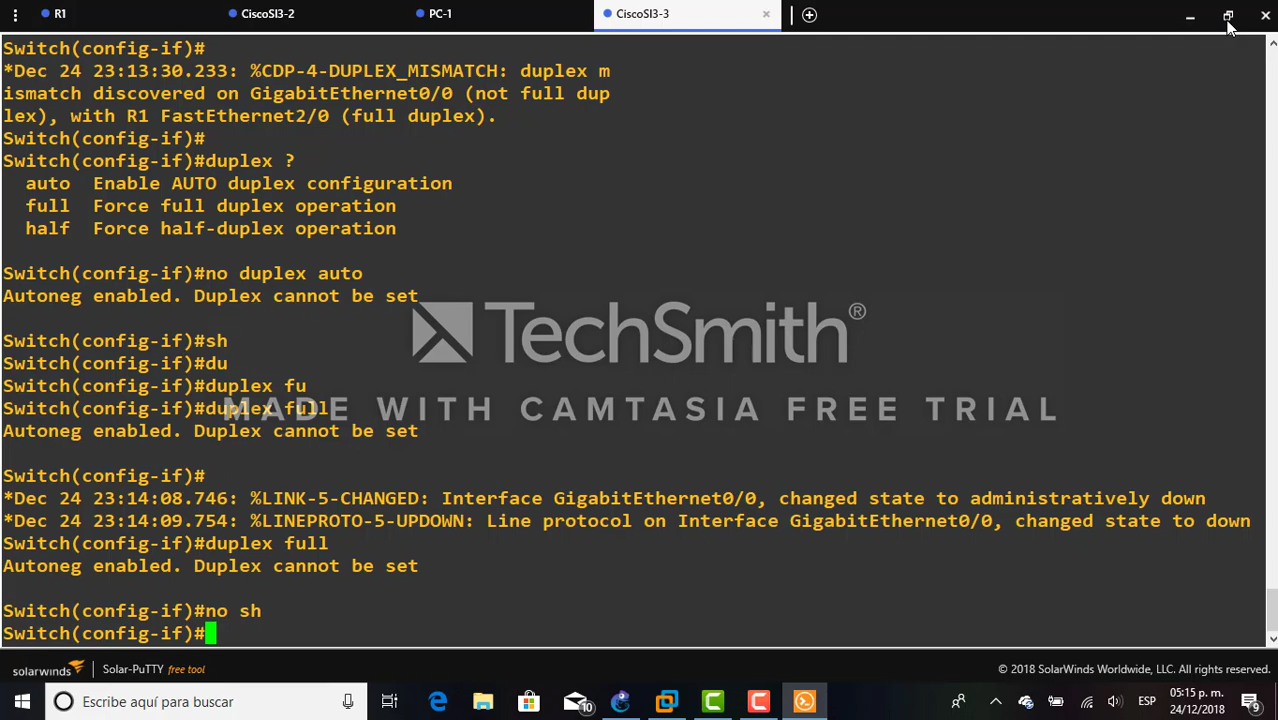 R1
CiscoSI3-2
PC-1
CiscoSI3-3
Switch(config-if)#
*Dec 24 23:13:30.233: %CDP-4-DUPLEX_MISMATCH: duplex m
ismatch discovered on GigabitEthernet0/0 (not full dup
lex), with R1 FastEthernet2/0 (full duplex).
Switch(config-if)#
Switch(config-if)#duplex ?
auto Enable AUTO duplex configuration
full Force full duplex operation
half Force half-duplex operation
Switch(config-if)#no duplex auto
Autoneg enabled. Duplex cannot be set
Switch(config-if)#sh
Switch(config-if)#du
Switch(config-if)#duplex fu
Switch(config-if)#duplex full
Autoneg enabled. Duplex cannot be set
TechSmith®
MADE WITH CAMTASIA FREE TRIAL
Switch(config-if)#
*Dec 24 23:14:08.746: %LINK-5-CHANGED: Interface GigabitEthernet0/0, changed state to administratively down
*Dec 24 23:14:09.754: %LINEPROTO-5-UPDOWN: Line protocol on Interface GigabitEthernet0/0, changed state to down
Switch(config-if)#duplex full
Autoneg enabled. Duplex cannot be set
Switch(config-if)#no sh
Switch(config-if)#
solarwinds Solar-PuTTY free tool
© 2018 SolarWinds Worldwide, LLC. All rights reserved.
Escribe aquí para buscar
10
ESP
05:15 p. m.
24/12/2018
9